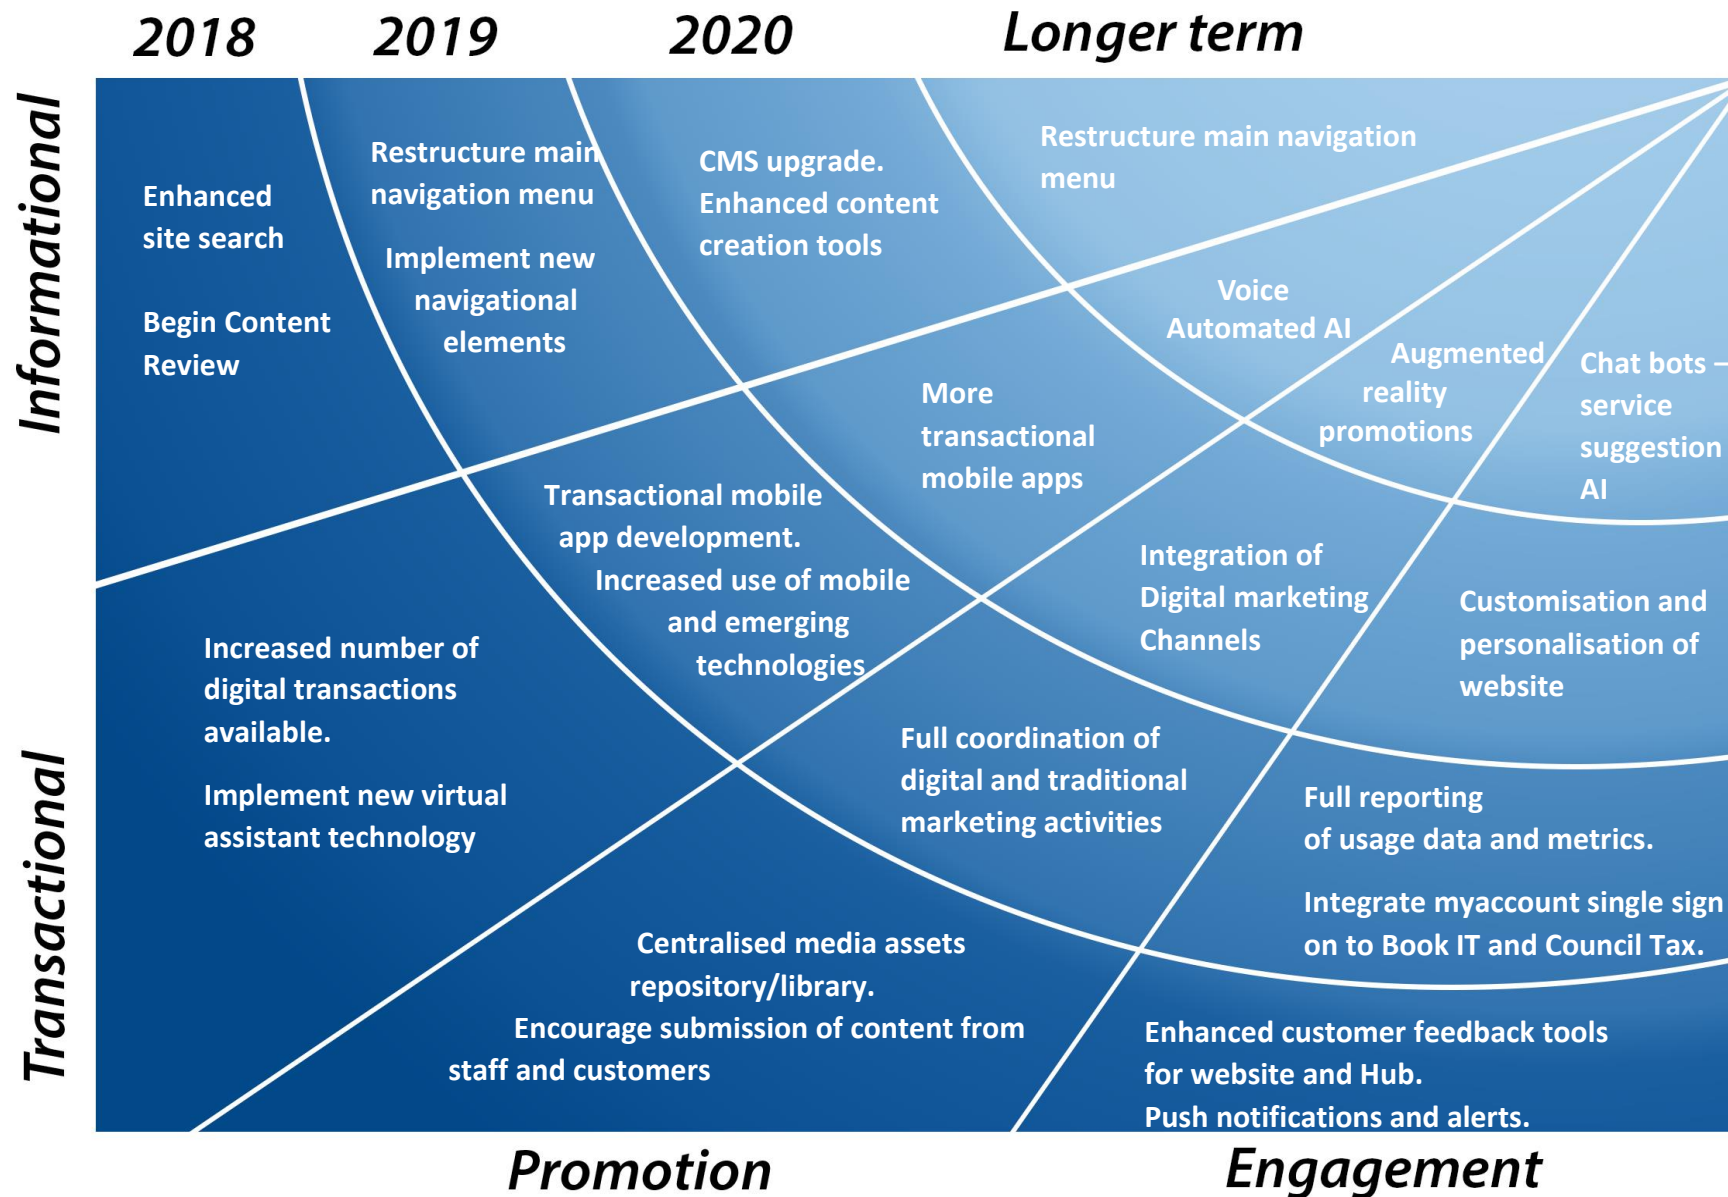 2018
2019
2020
Longer term
Informational
Transactional
Enhanced
site search
Begin Content
Review
Restructure main
navigation menu
Implement new
navigational
elements
CMS upgrade.
Enhanced content
creation tools
Restructure main navigation
menu
Increased number of
digital transactions
available.
Implement new virtual
assistant technology
Transactional mobile
app development.
Increased use of mobile
and emerging
technologies
More
transactional
mobile apps
Voice
Automated AI
Centralised media assets
repository/library.
Encourage submission of content from
staff and customers
Full coordination of
digital and traditional
marketing activities
Integration of
Digital marketing
Channels
Augmented
reality
promotions
Enhanced customer feedback tools
for website and Hub.
Push notifications and alerts.
Full reporting
of usage data and metrics.
Integrate myaccount single sign
on to Book IT and Council Tax.
Customisation and
personalisation of
website
Chat bots –
service
suggestion
AI
Promotion
Engagement